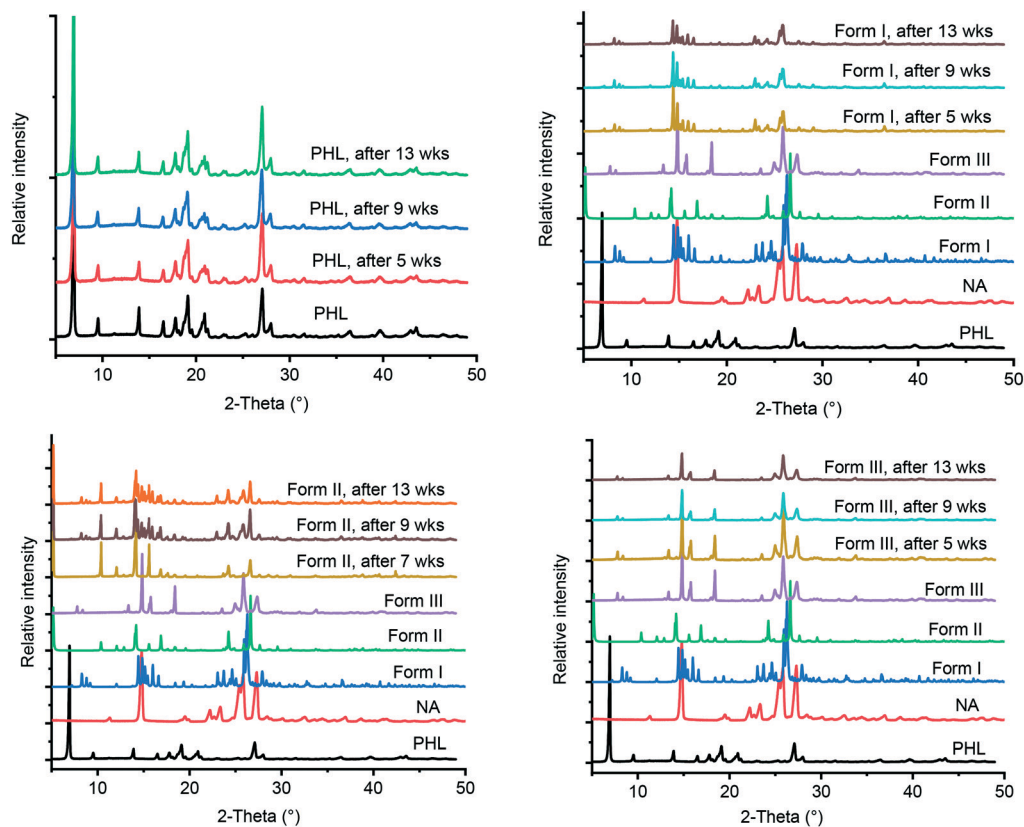 Relative intensity
PHL, after 13 wks
PHL, after 9 wks
PHL, after 5 wks
PHL
10
20
30
40
50
2-Theta (°)
Relative intensity
Form I, after 13 wks
Form I, after 9 wks
Form I, after 5 wks
Form III
Form II
Form I
NA
PHL
10
20
30
40
50
2-Theta (°)
Relative intensity
Form II, after 13 wks
Form II, after 9 wks
Form II, after 7 wks
Form III
Form II
Form I
NA
PHL
10
20
30
40
50
2-Theta (°)
Relative intensity
Form III, after 13 wks
Form III, after 9 wks
Form III, after 5 wks
Form III
Form II
Form I
NA
PHL
10
20
30
40
50
2-Theta (°)